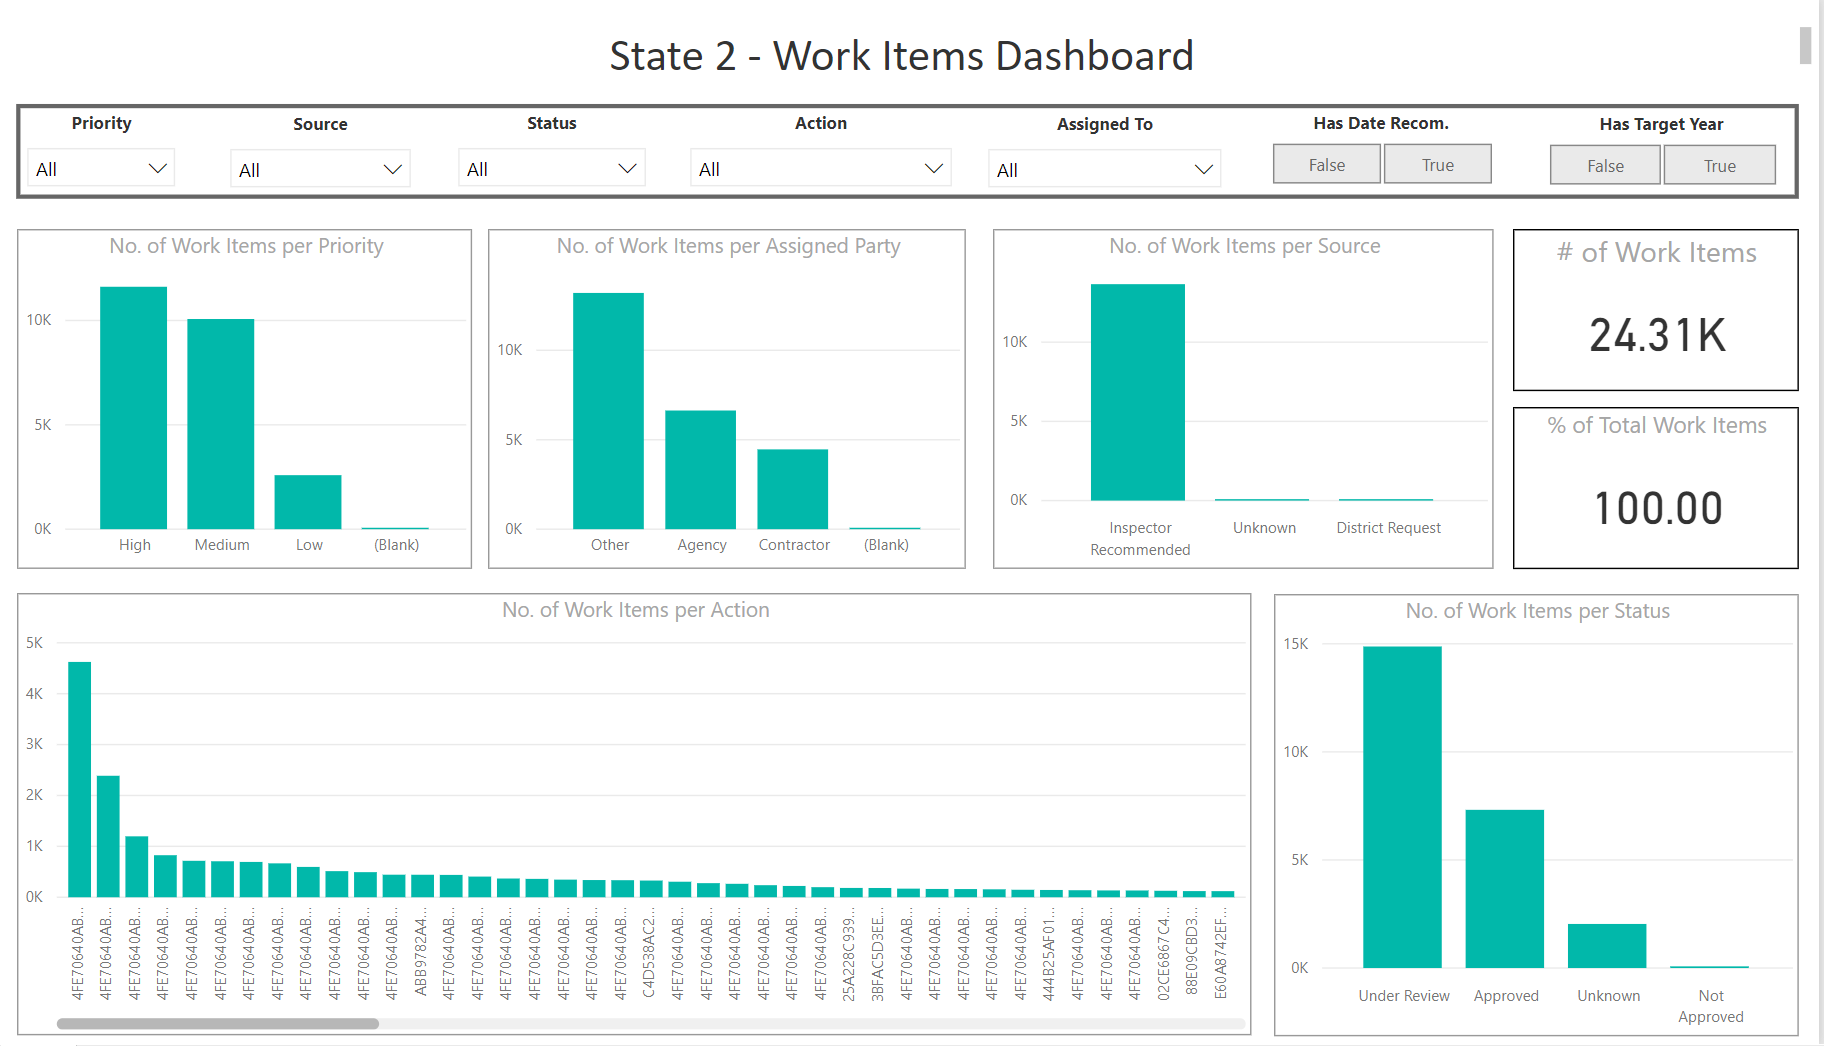 State 2 - Work Items Dashboard
Priority
Source
Status
Action
Assigned To
Has Date Recom.
Has Target Year
All
All
All
All
All
False
True
False
True
No. of Work Items per Priority
10K
5K
0K
High
Medium
Low
(Blank)
No. of Work Items per Assigned Party
10K
5K
0K
Other
Agency
Contractor
(Blank)
No. of Work Items per Source
10K
5K
0K
Inspector
Recommended
Unknown
District Request
# of Work Items
24.31K
% of Total Work Items
100.00
No. of Work Items per Action
5K
4K
3K
2K
1K
0K
4FE70640AB...
4FE70640AB...
4FE70640AB...
4FE70640AB...
4FE70640AB...
4FE70640AB...
4FE70640AB...
4FE70640AB...
4FE70640AB...
4FE70640AB...
4FE70640AB...
4FE70640AB...
ABB9782A4...
4FE70640AB...
4FE70640AB...
4FE70640AB...
4FE70640AB...
4FE70640AB...
4FE70640AB...
4FE70640AB...
C4D538AC2...
4FE70640AB...
4FE70640AB...
4FE70640AB...
4FE70640AB...
4FE70640AB...
4FE70640AB...
25A228C939...
3BFAC5D3EE...
4FE70640AB...
4FE70640AB...
4FE70640AB...
4FE70640AB...
4FE70640AB...
444B25AF01...
4FE70640AB...
4FE70640AB...
4FE70640AB...
02CE6867C4...
88E09CBD3...
E60A8742EF...
No. of Work Items per Status
15K
10K
5K
0K
Under Review
Approved
Unknown
Not
Approved